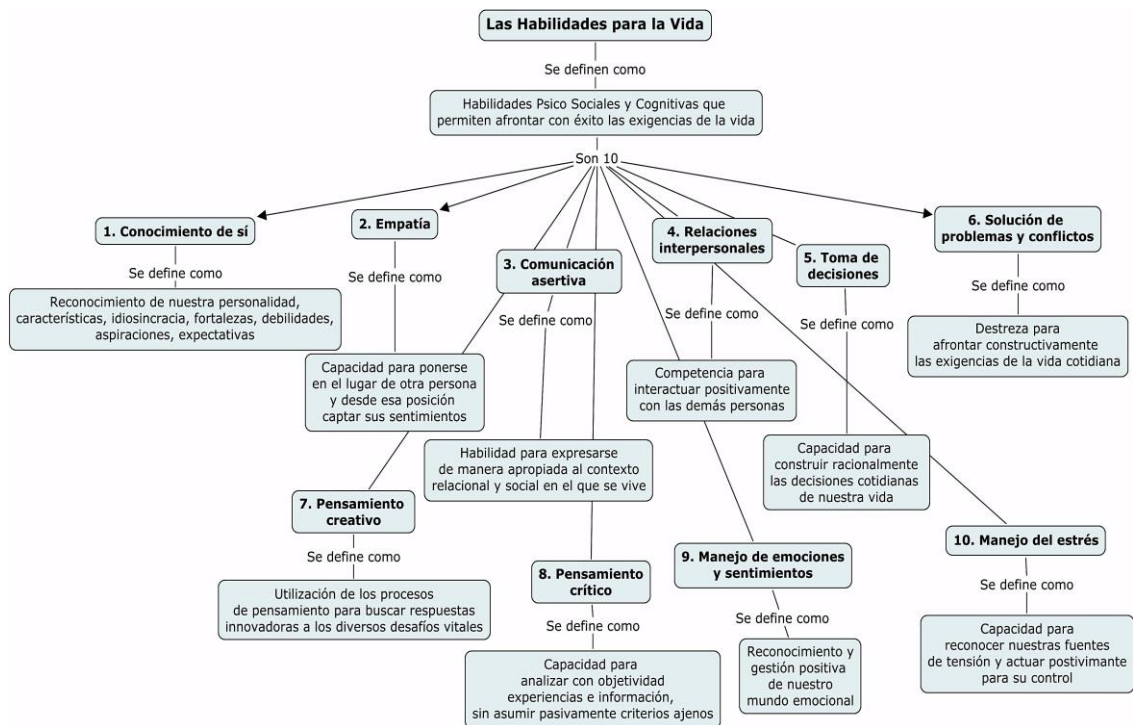 Las Habilidades para la Vida
Se definen como
Habilidades Psico Sociales y Cognitivas que
permiten afrontar con éxito las exigencias de la vida
Son 10
1. Conocimiento de sí
Se define como
Reconocimiento de nuestra personalidad,
características, idiosincracia, fortalezas, debilidades,
aspiraciones, expectativas
2. Empatía
Se define como
Capacidad para ponerse
en el lugar de otra persona
y desde esa posición
captar sus sentimientos
3. Comunicación
asertiva
Se define como
Habilidad para expresarse
de manera apropiada al contexto
relacional y social en el que se vive
4. Relaciones
interpersonales
Se define como
Competencia para
interactuar positivamente
con las demás personas
5. Toma de
decisiones
Se define como
Capacidad para
construir racionalmente
las decisiones cotidianas
de nuestra vida
6. Solución de
problemas y conflictos
Se define como
Destreza para
afrontar constructivamente
las exigencias de la vida cotidiana
7. Pensamiento
creativo
Se define como
Utilización de los procesos
de pensamiento para buscar respuestas
innovadoras a los diversos desafíos vitales
8. Pensamiento
crítico
Se define como
Capacidad para
analizar con objetividad
experiencias e información,
sin asumir pasivamente criterios ajenos
9. Manejo de emociones
y sentimientos
Se define como
Reconocimiento y
gestión positiva
de nuestro
mundo emocional
10. Manejo del estrés
Se define como
Capacidad para
reconocer nuestras fuentes
de tensión y actuar postivimante
para su control